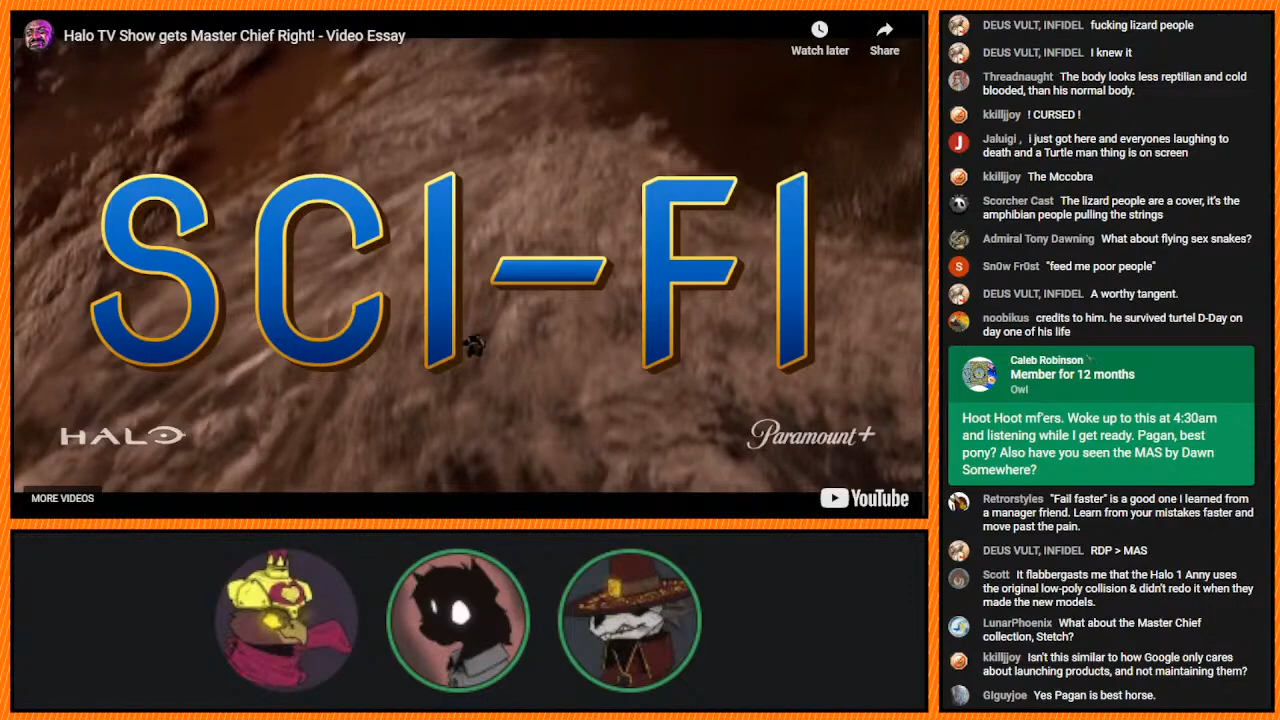 Halo TV Show gets Master Chief Right! - Video Essay
Watch later
Share
SCI-FI
HALO
Paramount+
MORE VIDEOS
YouTube
DEUS VULT, INFIDEL fucking lizard people
DEUS VULT, INFIDEL I knew it
Threadnaught The body looks less reptilian and cold
blooded, than his normal body.
kkilljjoy ! CURSED !
Jaluigi , i just got here and everyones laughing to
death and a Turtle man thing is on screen
kkilljjoy The Mccobra
Scorcher Cast The lizard people are a cover, it's the
amphibian people pulling the strings
Admiral Tony Dawning What about flying sex snakes?
Sn0w Fr0st "feed me poor people"
DEUS VULT, INFIDEL A worthy tangent.
noobikus credits to him. he survived turtel D-Day on
day one of his life
Caleb Robinson
Member for 12 months
Owl
Hoot Hoot mf'ers. Woke up to this at 4:30am
and listening while I get ready. Pagan, best
pony? Also have you seen the MAS by Dawn
Somewhere?
Retrorstyles "Fail faster" is a good one I learned from
a manager friend. Learn from your mistakes faster and
move past the pain.
DEUS VULT, INFIDEL RDP > MAS
Scott It flabbergasts me that the Halo 1 Anny uses
the original low-poly collision & didn't redo it when they
made the new models.
LunarPhoenix What about the Master Chief
collection, Stetch?
kkilljjoy Isn't this similar to how Google only cares
about launching products, and not maintaining them?
GIguyjoe Yes Pagan is best horse.
J
S